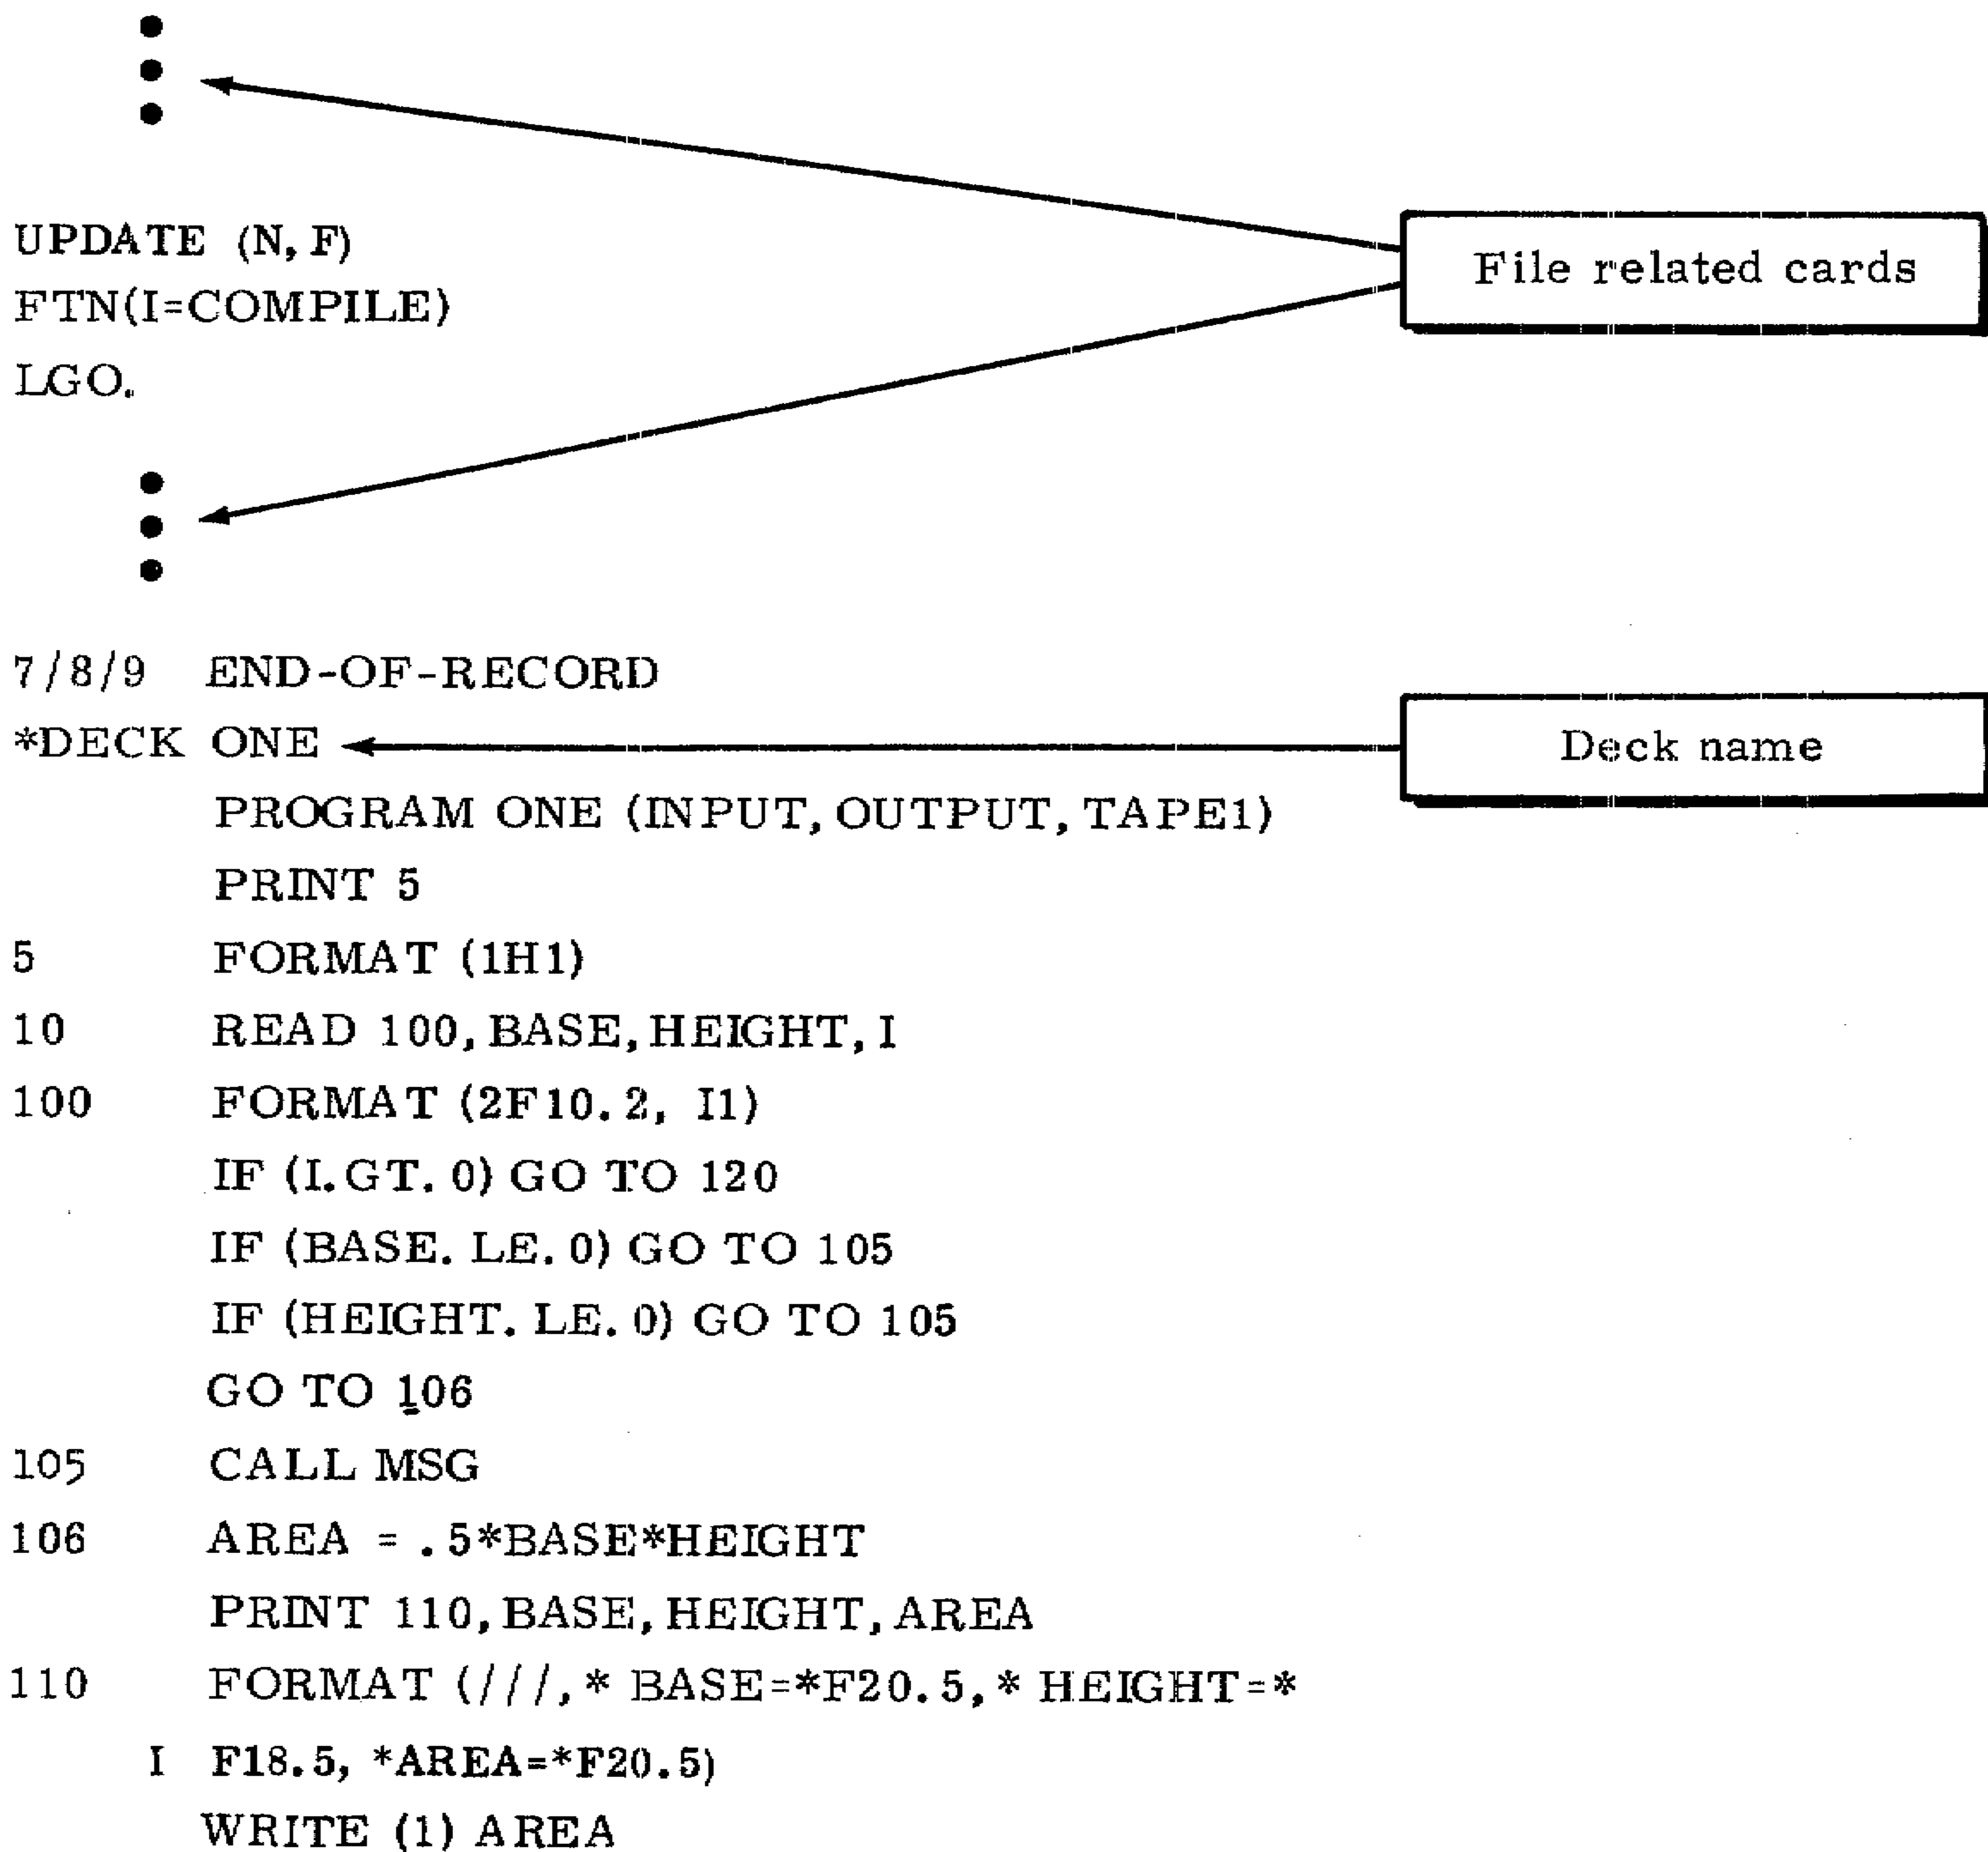 UPDATE (N, F)
File related cards
FTN(I=COMPILE)
LGO.
7/8/9 END-OF-RECORD
*DECK ONE
Deck name
PROGRAM ONE (INPUT, OUTPUT, TAPE1)
PRINT 5
5 FORMAT (1H1)
10 READ 100, BASE, HEIGHT, I
100 FORMAT (2F10.2, I1)
IF (I.GT. 0) GO TO 120
IF (BASE. LE. 0) GO TO 105
IF (HEIGHT. LE. 0) GO TO 105
GO TO 106
105 CALL MSG
106 AREA = .5*BASE*HEIGHT
PRINT 110, BASE, HEIGHT, AREA
110 FORMAT (///, * BASE=*F20.5, * HEIGHT=*
I F18.5, *AREA=*F20.5)
WRITE (1) AREA